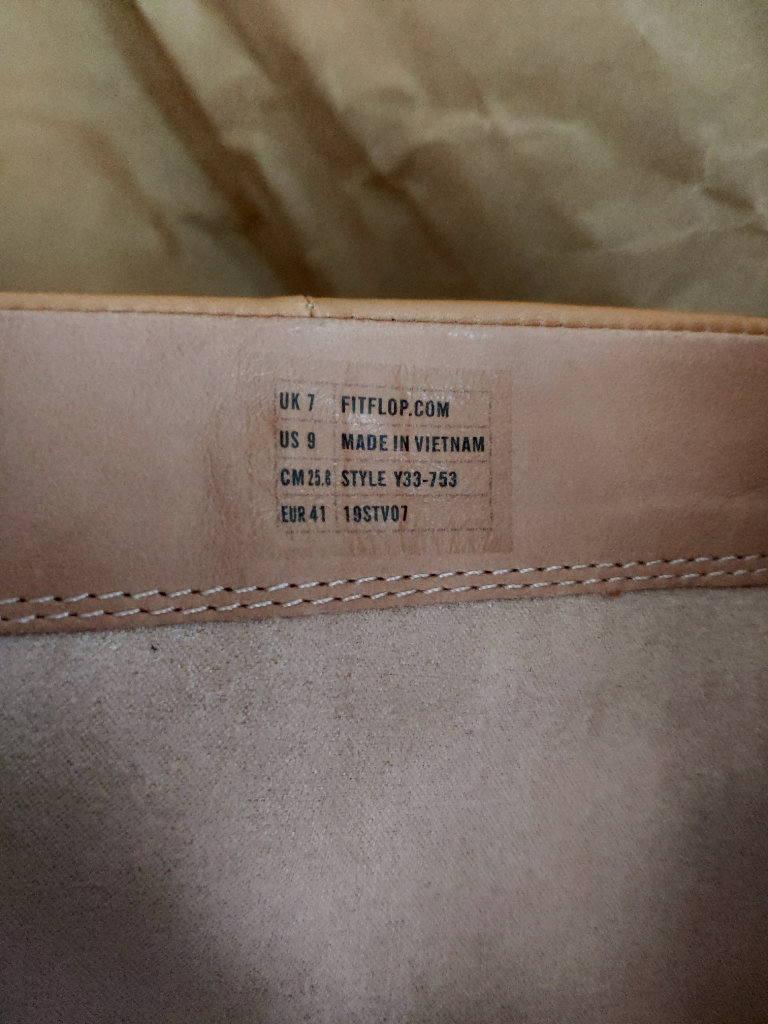 UK 7 FITFLOP.COM
US 9 MADE IN VIETNAM
CM 25.8 STYLE Y33-753
EUR 41 19STV07